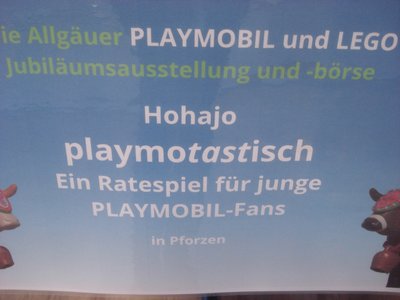 ie Allgäuer PLAYMOBIL und LEGO
Jubiläumsausstellung und -börse
Hohajo
playmotastisch
Ein Ratespiel für junge
PLAYMOBIL-Fans
in Pforzen